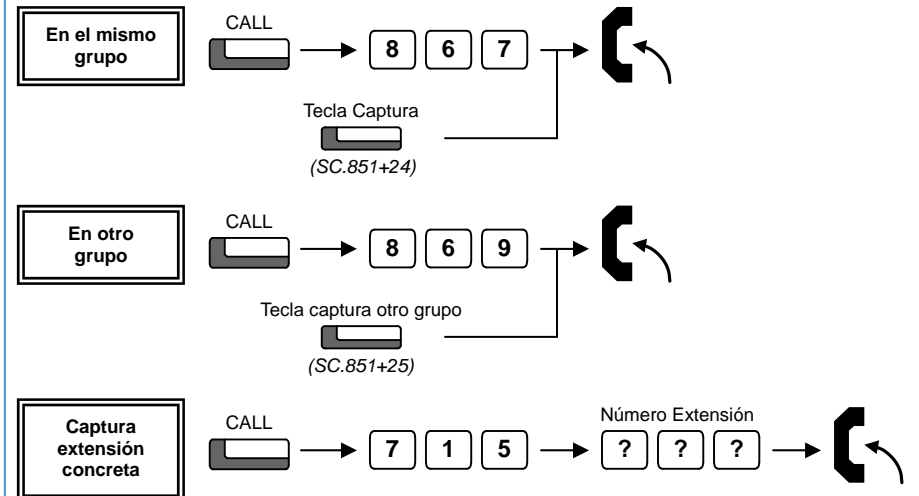 En el mismo
grupo
CALL
8 6 7
Tecla Captura
(SC.851+24)
En otro
grupo
CALL
8 6 9
Tecla captura otro grupo
(SC.851+25)
Captura
extensión
concreta
CALL
7 1 5
Número Extensión
? ? ?